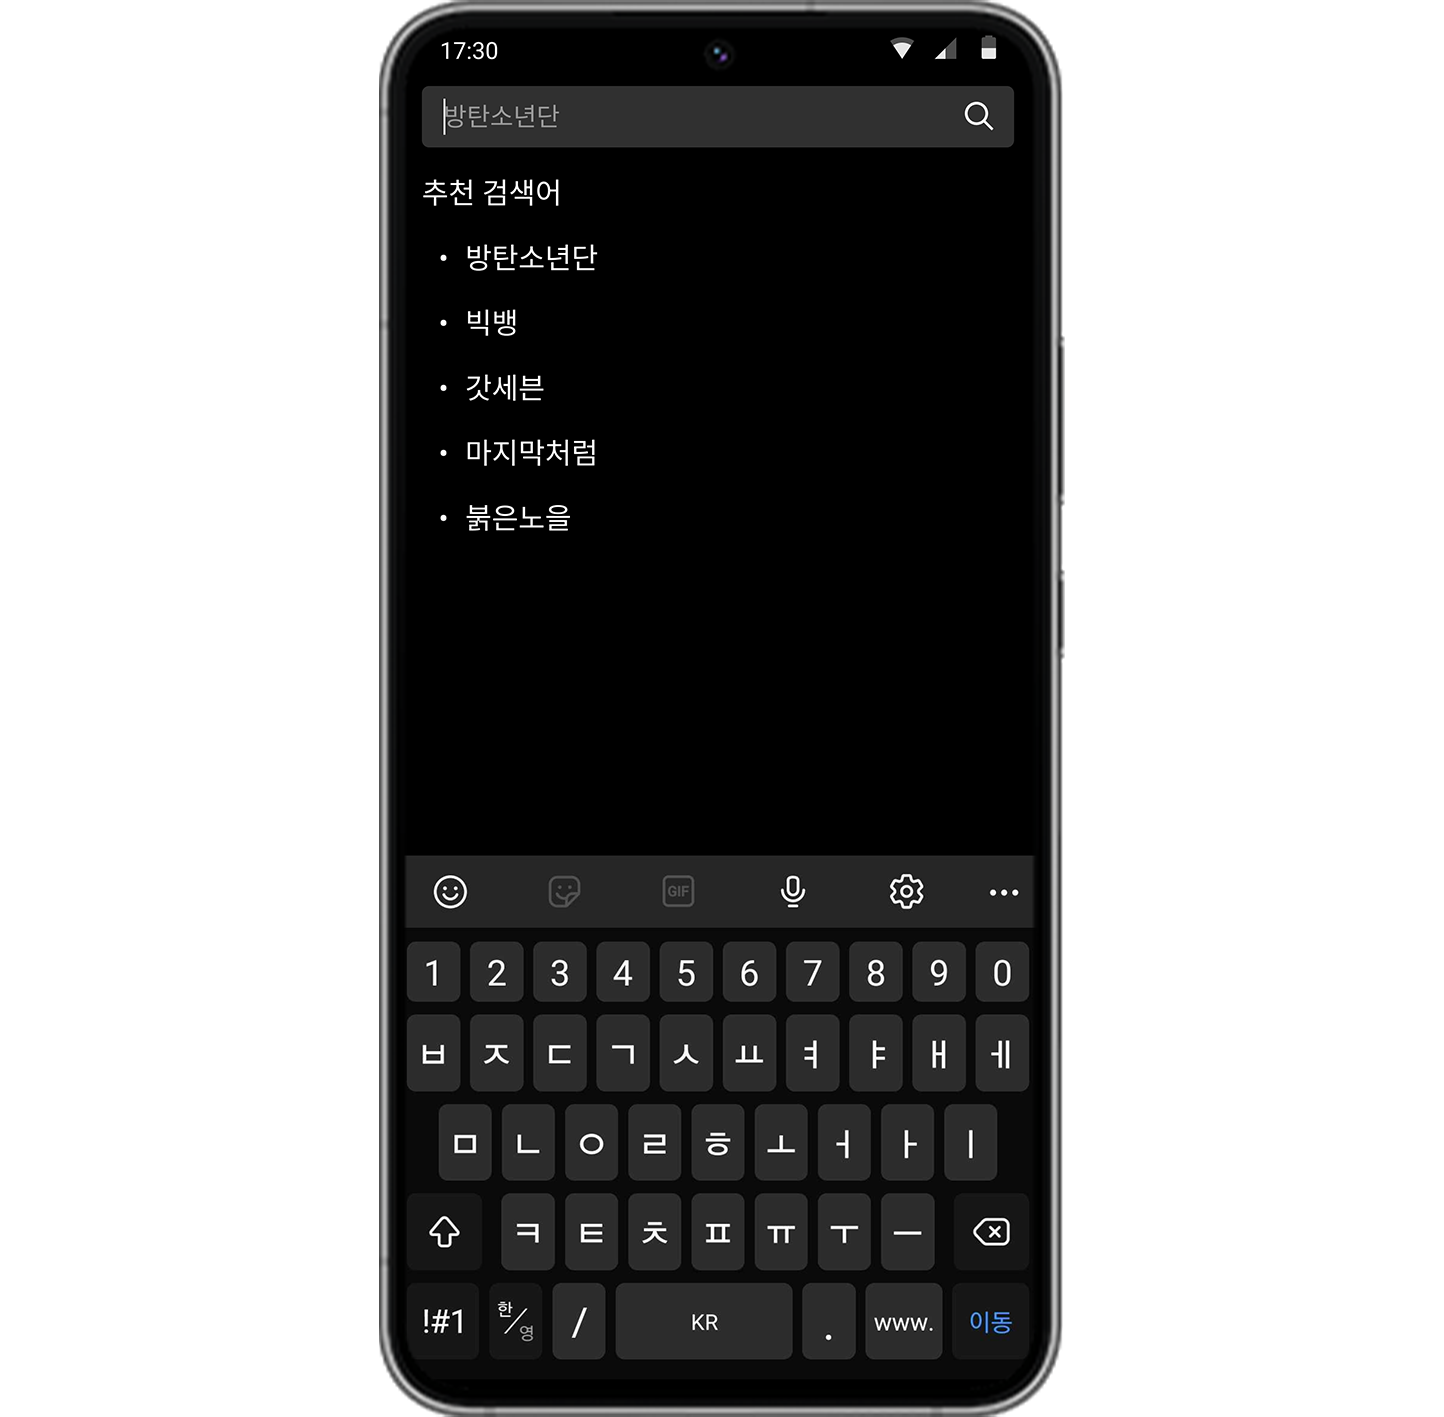 17:30
방탄소년단
추천 검색어
• 방탄소년단
• 빅뱅
• 갓세븐
• 마지막처럼
• 붉은노을
GIF
1 2 3 4 5 6 7 8 9 0
ㅂ ㅈ ㄷ ㄱ ㅅ ㅛ ㅕ ㅑ ㅐ ㅔ
ㅁ ㄴ ㅇ ㄹ ㅎ ㅗ ㅓ ㅏ ㅣ
ㅋ ㅌ ㅊ ㅍ ㅠ ㅜ ㅡ
!#1 한/영 / KR . www. 이동